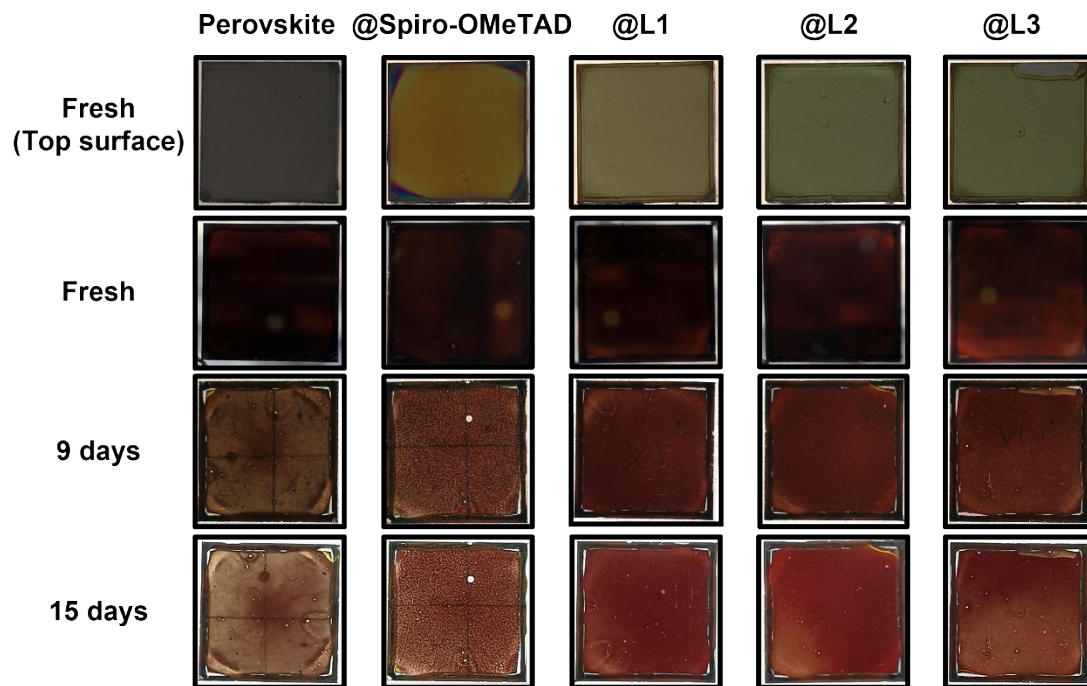 Perovskite @Spiro-OMeTAD @L1 @L2 @L3
Fresh
(Top surface)
Fresh
9 days
15 days